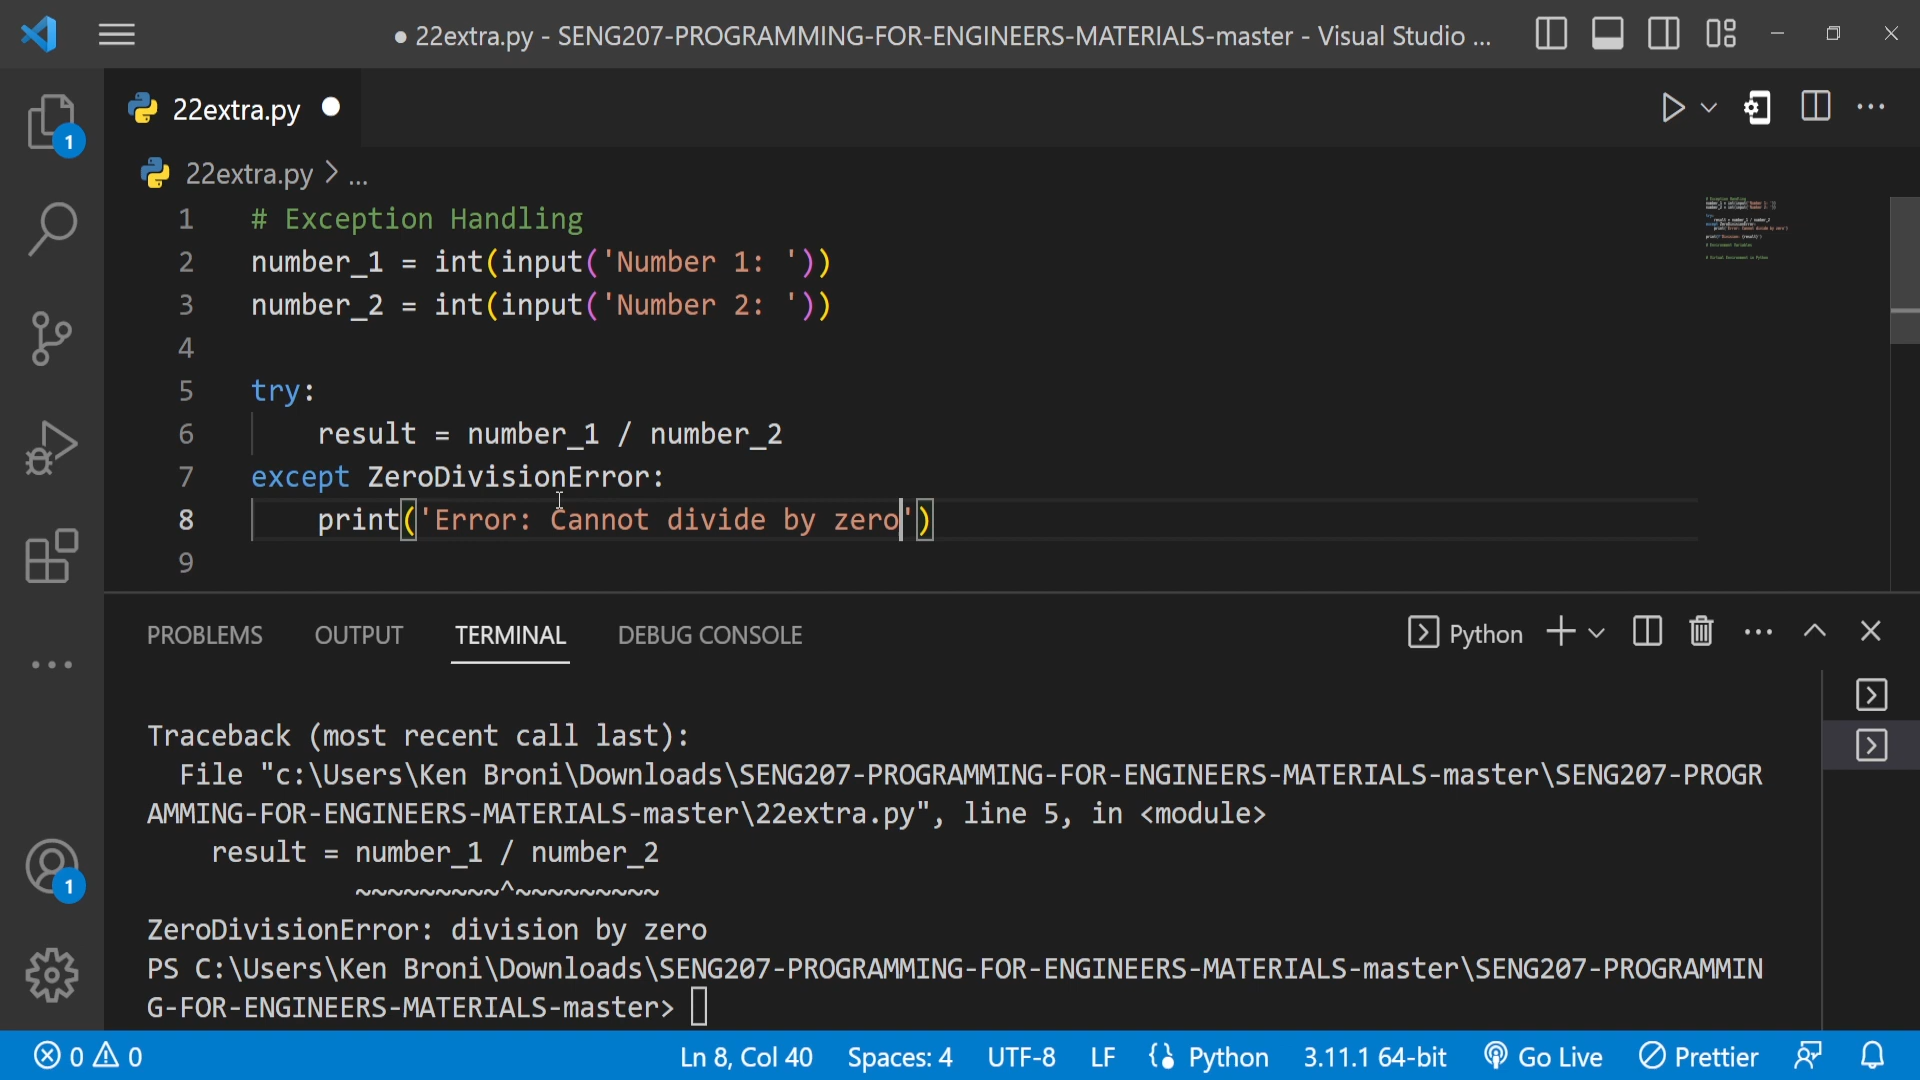 ● 22extra.py - SENG207-PROGRAMMING-FOR-ENGINEERS-MATERIALS-master - Visual Studio ...
22extra.py
22extra.py > ...
1 # Exception Handling
2 number_1 = int(input('Number 1: '))
3 number_2 = int(input('Number 2: '))
4
5 try:
6     result = number_1 / number_2
7 except ZeroDivisionError:
8     print('Error: Cannot divide by zero')
9
PROBLEMS OUTPUT TERMINAL DEBUG CONSOLE Python
Traceback (most recent call last):
  File "c:\Users\Ken Broni\Downloads\SENG207-PROGRAMMING-FOR-ENGINEERS-MATERIALS-master\SENG207-PROGR
AMMING-FOR-ENGINEERS-MATERIALS-master\22extra.py", line 5, in <module>
    result = number_1 / number_2
             ~~~~~~~~~^~~~~~~~~~
ZeroDivisionError: division by zero
PS C:\Users\Ken Broni\Downloads\SENG207-PROGRAMMING-FOR-ENGINEERS-MATERIALS-master\SENG207-PROGRAMMIN
G-FOR-ENGINEERS-MATERIALS-master>
1
1
0 0 Ln 8, Col 40 Spaces: 4 UTF-8 LF Python 3.11.1 64-bit Go Live Prettier